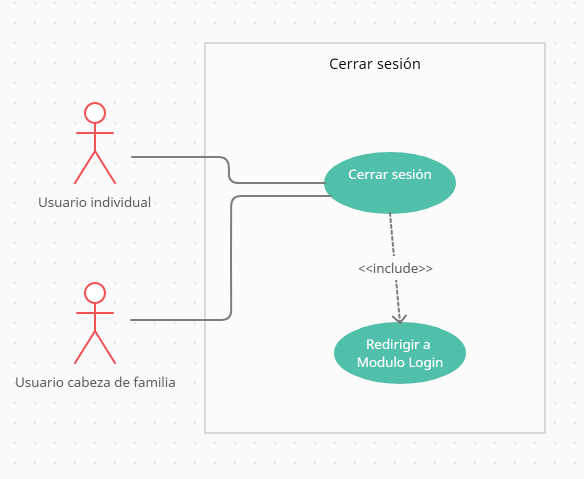 Cerrar sesión
Cerrar sesión
Usuario individual
<<include>>
Redirigir a
Modulo Login
Usuario cabeza de familia